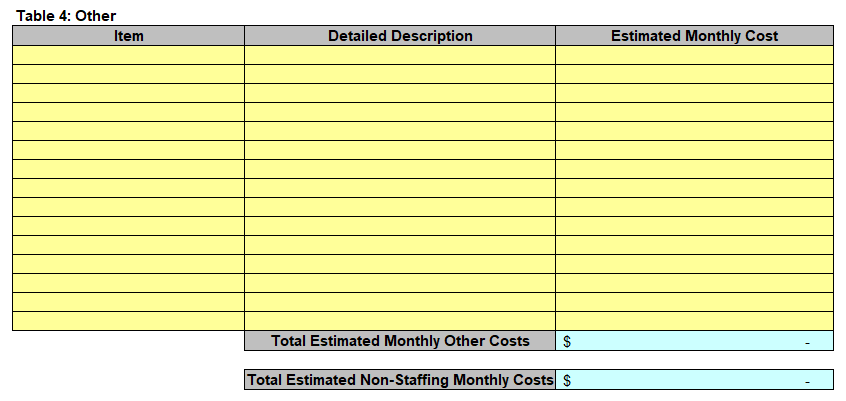 Table 4: Other
Item Detailed Description Estimated Monthly Cost
Total Estimated Monthly Other Costs $ -
Total Estimated Non-Staffing Monthly Costs $ -